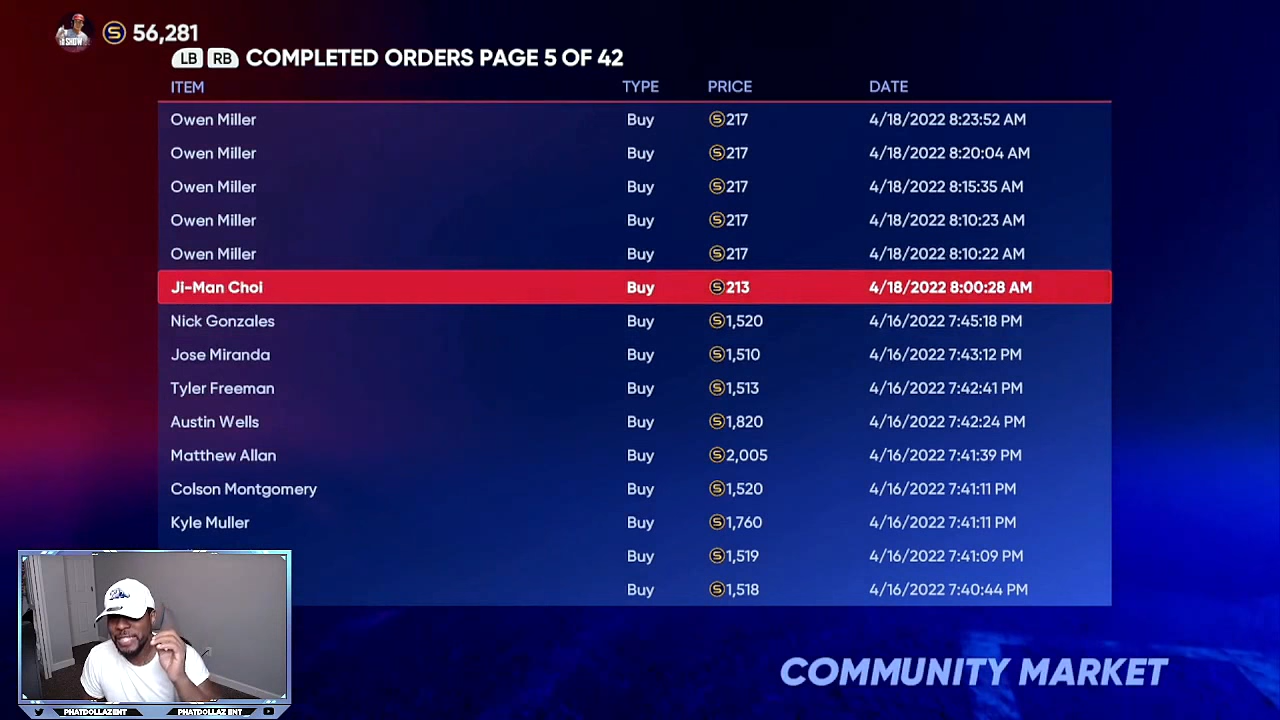 56,281
LB RB COMPLETED ORDERS PAGE 5 OF 42
ITEM TYPE PRICE DATE
Owen Miller Buy 217 4/18/2022 8:23:52 AM
Owen Miller Buy 217 4/18/2022 8:20:04 AM
Owen Miller Buy 217 4/18/2022 8:15:35 AM
Owen Miller Buy 217 4/18/2022 8:10:23 AM
Owen Miller Buy 217 4/18/2022 8:10:22 AM
Ji-Man Choi Buy 213 4/18/2022 8:00:28 AM
Nick Gonzales Buy 1,520 4/16/2022 7:45:18 PM
Jose Miranda Buy 1,510 4/16/2022 7:43:12 PM
Tyler Freeman Buy 1,513 4/16/2022 7:42:41 PM
Austin Wells Buy 1,820 4/16/2022 7:42:24 PM
Matthew Allan Buy 2,005 4/16/2022 7:41:39 PM
Colson Montgomery Buy 1,520 4/16/2022 7:41:11 PM
Kyle Muller Buy 1,760 4/16/2022 7:41:11 PM
Buy 1,519 4/16/2022 7:41:09 PM
Buy 1,518 4/16/2022 7:40:44 PM
COMMUNITY MARKET
PHATDOLLAZENT PHATDOLLAZENT